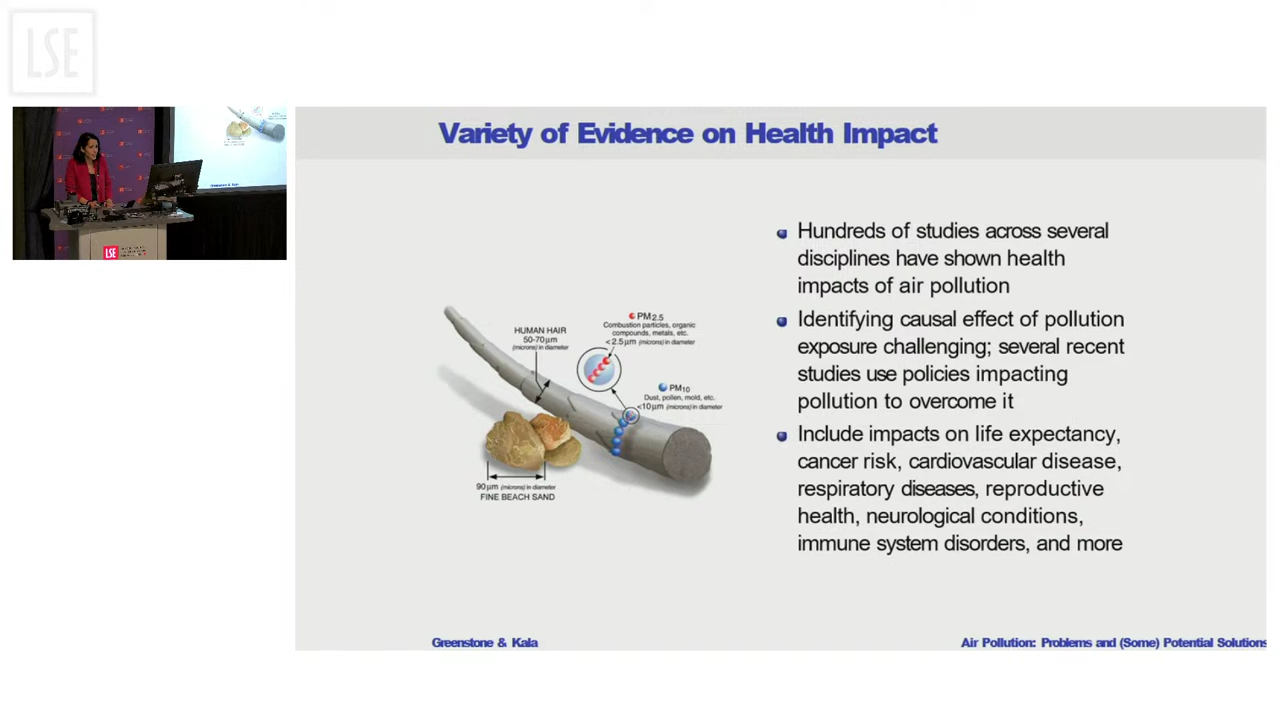 LSE
Variety of Evidence on Health Impact
Hundreds of studies across several
disciplines have shown health
impacts of air pollution
Identifying causal effect of pollution
exposure challenging; several recent
studies use policies impacting
pollution to overcome it
Include impacts on life expectancy,
cancer risk, cardiovascular disease,
respiratory diseases, reproductive
health, neurological conditions,
immune system disorders, and more
HUMAN HAIR
50-70μm
(microns) in diameter
PM2.5
Combustion particles, organic
compounds, metals, etc.
<2.5μm (microns) in diameter
PM10
Dust, pollen, mold, etc.
<10μm (microns) in diameter
90μm (microns) in diameter
FINE BEACH SAND
Greenstone & Kala
Air Pollution: Problems and (Some) Potential Solutions
LSE
Greenstone & Kala